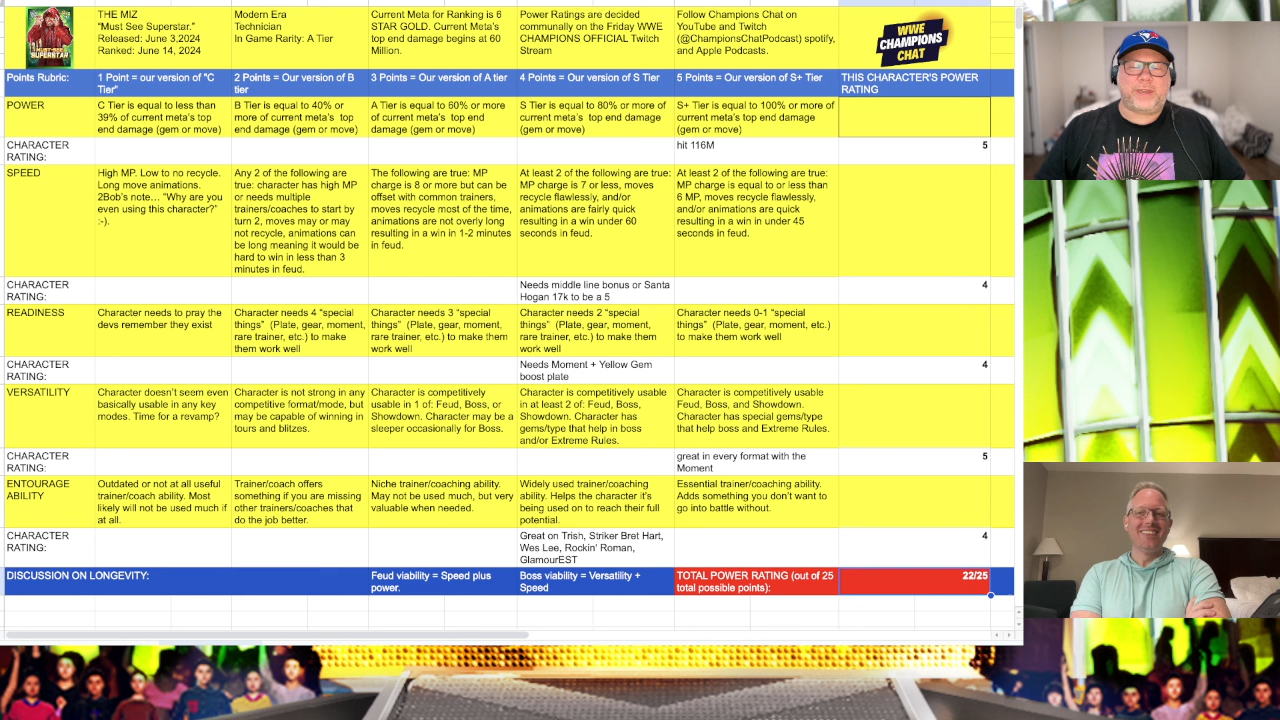 MUST SEE
SUPERSTAR
THE MIZ
"Must See Superstar."
Released: June 3,2024
Ranked: June 14, 2024
Modern Era
Technician
In Game Rarity: A Tier
Current Meta for Ranking is 6
STAR GOLD. Current Meta's
top end damage begins at 60
Million.
Power Ratings are decided
communally on the Friday WWE
CHAMPIONS OFFICIAL Twitch
Stream
Follow Champions Chat on
YouTube and Twitch
(@ChampionsChatPodcast) spotify,
and Apple Podcasts.
WWE
CHAMPIONS
CHAT
Points Rubric:
1 Point = our version of "C
Tier"
2 Points = Our version of B
tier
3 Points = Our version of A tier
4 Points = Our version of S Tier
5 Points = Our version of S+ Tier
THIS CHARACTER'S POWER
RATING
POWER
C Tier is equal to less than
39% of current meta's top
end damage (gem or move)
B Tier is equal to 40% or
more of current meta's top
end damage (gem or move)
A Tier is equal to 60% or more
of current meta's top end
damage (gem or move)
S Tier is equal to 80% or more of
current meta's top end damage
(gem or move)
S+ Tier is equal to 100% or more of
current meta's top end damage
(gem or move)
CHARACTER
RATING:
hit 116M
5
SPEED
High MP. Low to no recycle.
Long move animations.
2Bob's note… "Why are you
even using this character?"
:-).
Any 2 of the following are
true: character has high MP
or needs multiple
trainers/coaches to start by
turn 2, moves may or may
not recycle, animations can
be long meaning it would be
hard to win in less than 3
minutes in feud.
The following are true: MP
charge is 8 or more but can be
offset with common trainers,
moves recycle most of the time,
animations are not overly long
resulting in a win in 1-2 minutes
in feud.
At least 2 of the following are true:
MP charge is 7 or less, moves
recycle flawlessly, and/or
animations are fairly quick
resulting in a win under 60
seconds in feud.
At least 2 of the following are true:
MP charge is equal to or less than
6 MP, moves recycle flawlessly,
and/or animations are quick
resulting in a win in under 45
seconds in feud.
CHARACTER
RATING:
Needs middle line bonus or Santa
Hogan 17k to be a 5
4
READINESS
Character needs to pray the
devs remember they exist
Character needs 4 "special
things" (Plate, gear, moment,
rare trainer, etc.) to make
them work well
Character needs 3 "special
things" (Plate, gear, moment,
rare trainer, etc.) to make them
work well
Character needs 2 "special
things" (Plate, gear, moment,
rare trainer, etc.) to make them
work well
Character needs 0-1 "special
things" (Plate, gear, moment, etc.)
to make them work well
CHARACTER
RATING:
Needs Moment + Yellow Gem
boost plate
4
VERSATILITY
Character doesn't seem even
basically usable in any key
modes. Time for a revamp?
Character is not strong in any
competitive format/mode, but
may be capable of winning in
tours and blitzes.
Character is competitively
usable in 1 of: Feud, Boss, or
Showdown. Character may be a
sleeper occasionally for Boss.
Character is competitively usable
in at least 2 of: Feud, Boss,
Showdown. Character has
gems/type that help in boss
and/or Extreme Rules.
Character is competitively usable
Feud, Boss, and Showdown.
Character has special gems/type
that help boss and Extreme Rules.
CHARACTER
RATING:
great in every format with the
Moment
5
ENTOURAGE
ABILITY
Outdated or not at all useful
trainer/coach ability. Most
likely will not be used much if
at all.
Trainer/coach offers
something if you are missing
other trainers/coaches that
do the job better.
Niche trainer/coaching ability.
May not be used much, but very
valuable when needed.
Widely used trainer/coaching
ability. Helps the character it's
being used on to reach their full
potential.
Essential trainer/coaching ability.
Adds something you don't want to
go into battle without.
CHARACTER
RATING:
Great on Trish, Striker Bret Hart,
Wes Lee, Rockin' Roman,
GlamourEST
4
DISCUSSION ON LONGEVITY:
Feud viability = Speed plus
power.
Boss viability = Versatility +
Speed
TOTAL POWER RATING (out of 25
total possible points):
22/25